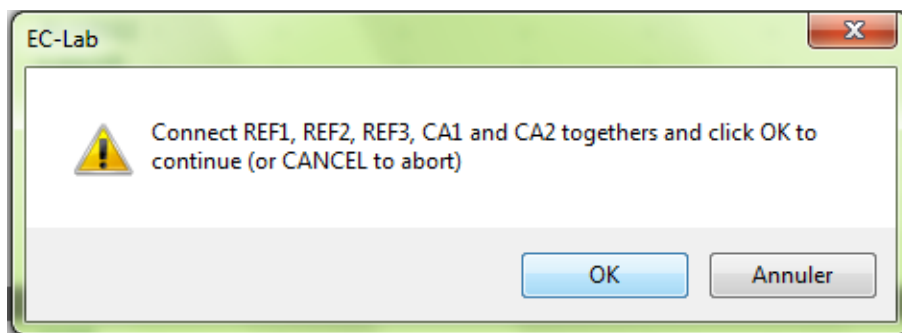 EC-Lab
Connect REF1, REF2, REF3, CA1 and CA2 togethers and click OK to
continue (or CANCEL to abort)
OK
Annuler